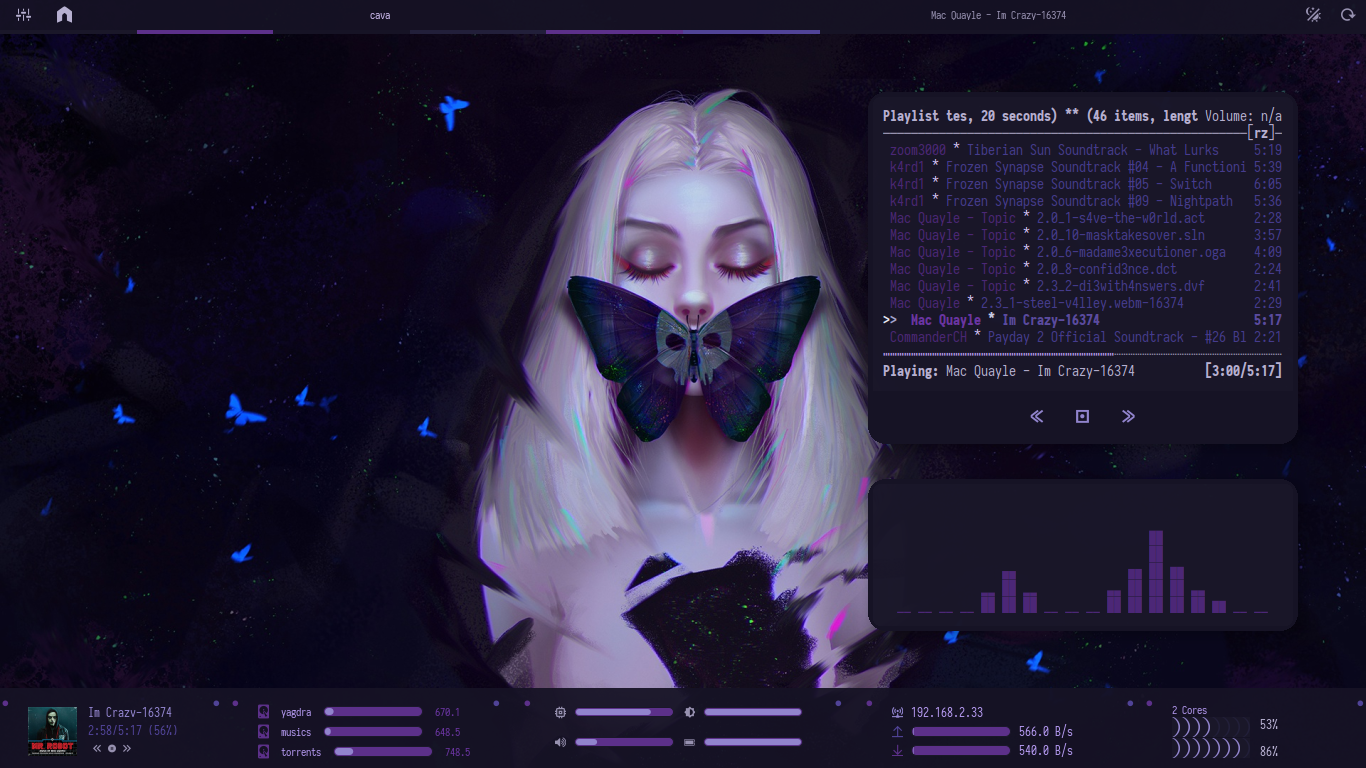 cava
Mac Quayle - Im Crazy-16374
Playlist tes, 20 seconds) ** (46 items, lengt Volume: n/a
[rz]
zoom3000 * Tiberian Sun Soundtrack - What Lurks 5:19
k4rd1 * Frozen Synapse Soundtrack #04 - A Functioni 5:39
k4rd1 * Frozen Synapse Soundtrack #05 - Switch 6:05
k4rd1 * Frozen Synapse Soundtrack #09 - Nightpath 5:36
Mac Quayle - Topic * 2.0_1-s4ve-the-w0rld.act 2:28
Mac Quayle - Topic * 2.0_10-masktakesover.sln 3:57
Mac Quayle - Topic * 2.0_6-madame3xecutioner.oga 4:09
Mac Quayle - Topic * 2.0_8-confid3nce.dct 2:24
Mac Quayle - Topic * 2.3_2-di3with4nswers.dvf 2:41
Mac Quayle * 2.3_1-steel-v4lley.webm-16374 2:29
>> Mac Quayle * Im Crazy-16374 5:17
CommanderCH * Payday 2 Official Soundtrack - #26 Bl 2:21
Playing: Mac Quayle - Im Crazy-16374 [3:00/5:17]
MR. ROBOT
Im Crazy-16374
2:58/5:17 (56%)
yagdra 670.1
musics 648.5
torrents 748.5
192.168.2.33
566.0 B/s
540.0 B/s
2 Cores
53%
86%